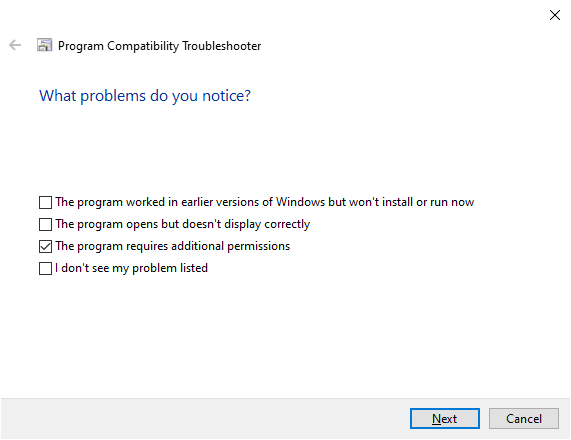 Program Compatibility Troubleshooter
What problems do you notice?
The program worked in earlier versions of Windows but won't install or run now
The program opens but doesn't display correctly
The program requires additional permissions
I don't see my problem listed
Next Cancel